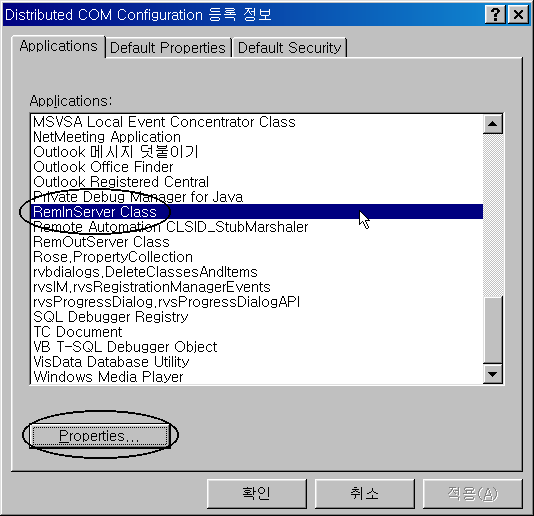 Distributed COM Configuration 등록 정보
Applications
Default Properties
Default Security
Applications:
MSVSA Local Event Concentrator Class
NetMeeting Application
Outlook 메시지 덧붙이기
Outlook Office Finder
Outlook Registered Central
Private Debug Manager for Java
RemInServer Class
Remote Automation CLSID_StubMarshaler
RemOutServer Class
Rose.PropertyCollection
rvbdialogs.DeleteClassesAndItems
rvsIM.rvsRegistrationManagerEvents
rvsProgressDialog.rvsProgressDialogAPI
SQL Debugger Registry
TC Document
VB T-SQL Debugger Object
VisData Database Utility
Windows Media Player
Properties...
확인
취소
적용(A)